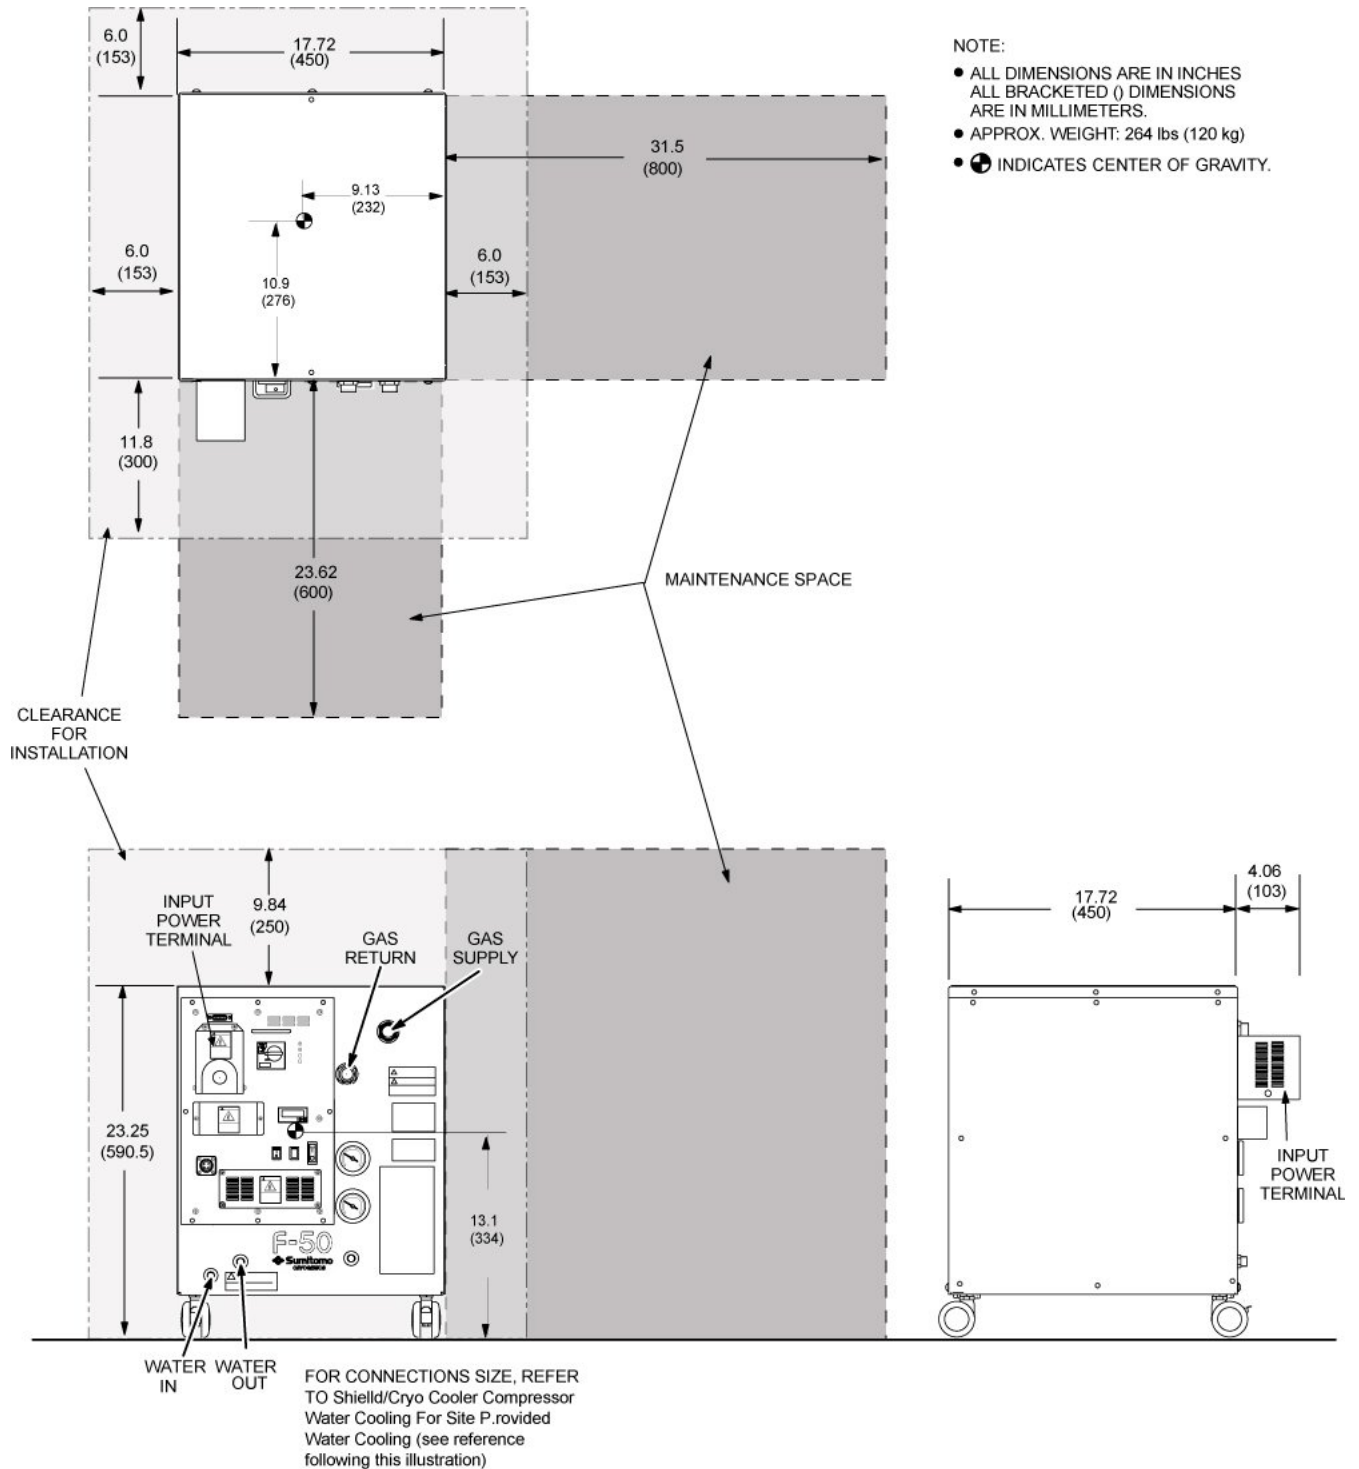 6.0
(153)
17.72
(450)
NOTE:
• ALL DIMENSIONS ARE IN INCHES
ALL BRACKETED () DIMENSIONS
ARE IN MILLIMETERS.
• APPROX. WEIGHT: 264 lbs (120 kg)
• INDICATES CENTER OF GRAVITY.
31.5
(800)
9.13
(232)
6.0
(153)
6.0
(153)
10.9
(276)
11.8
(300)
23.62
(600)
MAINTENANCE SPACE
CLEARANCE
FOR
INSTALLATION
9.84
(250)
INPUT
POWER
TERMINAL
GAS
RETURN
GAS
SUPPLY
17.72
(450)
4.06
(103)
23.25
(590.5)
13.1
(334)
INPUT
POWER
TERMINAL
F-50
Sumitomo
CRYOGENICS
WATER
IN
WATER
OUT
FOR CONNECTIONS SIZE, REFER
TO Shielld/Cryo Cooler Compressor
Water Cooling For Site P.rovided
Water Cooling (see reference
following this illustration)